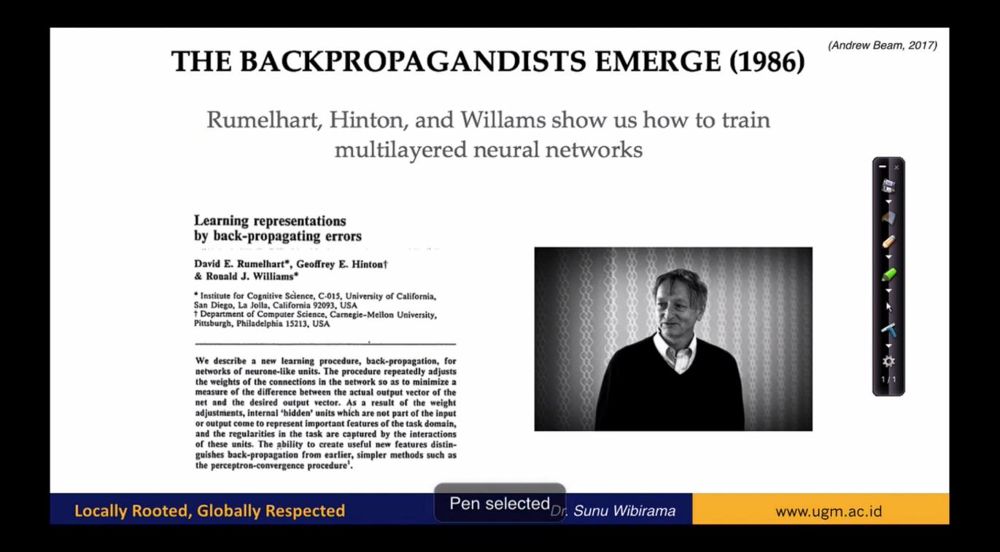 (Andrew Beam, 2017)
THE BACKPROPAGANDISTS EMERGE (1986)
Rumelhart, Hinton, and Willams show us how to train
multilayered neural networks
Learning representations
by back-propagating errors
David E. Rumelhart*, Geoffrey E. Hinton†
& Ronald J. Williams*
* Institute for Cognitive Science, C-015, University of California,
San Diego, La Jolla, California 92093, USA
† Department of Computer Science, Carnegie-Mellon University,
Pittsburgh, Philadelphia 15213, USA
We describe a new learning procedure, back-propagation, for
networks of neurone-like units. The procedure repeatedly adjusts
the weights of the connections in the network so as to minimize a
measure of the difference between the actual output vector of the
net and the desired output vector. As a result of the weight
adjustments, internal ‘hidden’ units which are not part of the input
or output come to represent important features of the task domain,
and the regularities in the task are captured by the interactions
of these units. The ability to create useful new features distin-
guishes back-propagation from earlier, simpler methods such as
the perceptron-convergence procedure¹.
1/1
Locally Rooted, Globally Respected
Pen selected
Dr. Sunu Wibirama
www.ugm.ac.id